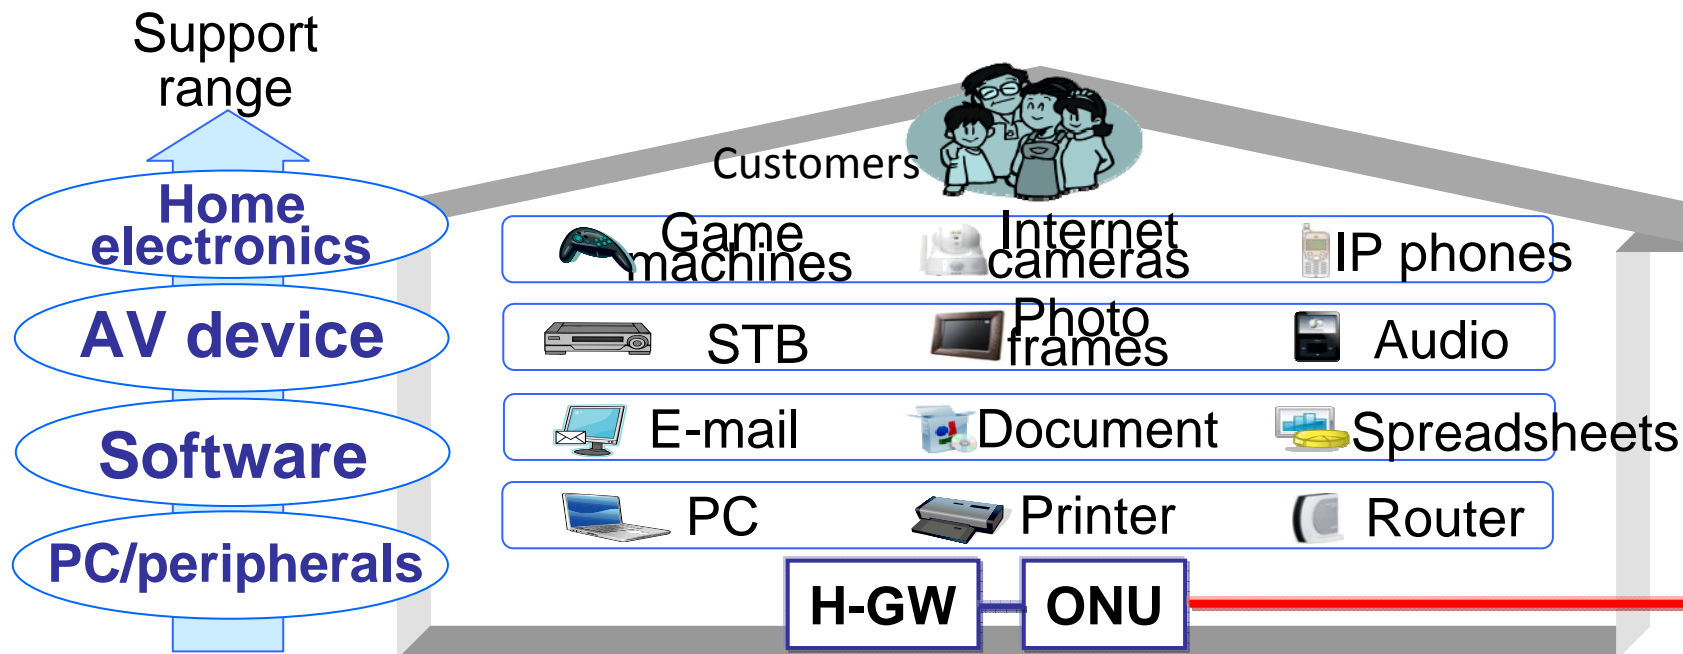 Support
range
Customers
Home
electronics
Game
machines
Internet
cameras
IP phones
AV device
STB
Photo
frames
Audio
Software
E-mail
Document
Spreadsheets
PC/peripherals
PC
Printer
Router
H-GW
ONU